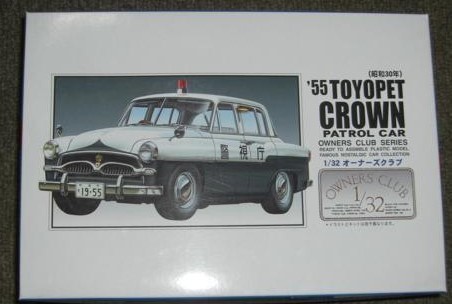 (昭和30年)
'55 TOYOPET
CROWN
PATROL CAR
OWNERS CLUB SERIES
READY TO ASSEMBLE PLASTIC MODEL
FAMOUS NOSTALGIC CAR COLLECTION
1/32 オーナーズクラブ
OWNERS CLUB
1/32
警視庁
19-55